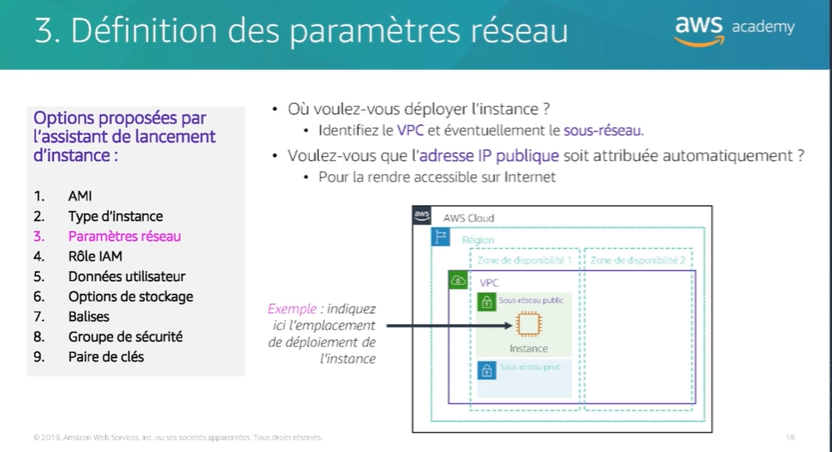 3. Définition des paramètres réseau
aws academy
Options proposées par
l'assistant de lancement
d'instance :
1. AMI
2. Type d'instance
3. Paramètres réseau
4. Rôle IAM
5. Données utilisateur
6. Options de stockage
7. Balises
8. Groupe de sécurité
9. Paire de clés
• Où voulez-vous déployer l'instance ?
• Identifiez le VPC et éventuellement le sous-réseau.
• Voulez-vous que l'adresse IP publique soit attribuée automatiquement ?
• Pour la rendre accessible sur Internet
aws
AWS Cloud
Région
Zone de disponibilité 1
Zone de disponibilité 2
VPC
Sous-réseau public
Instance
Sous-réseau privé
Exemple : indiquez
ici l'emplacement
de déploiement de
l'instance
© 2019, Amazon Web Services, Inc. ou ses sociétés apparentées. Tous droits réservés.
18